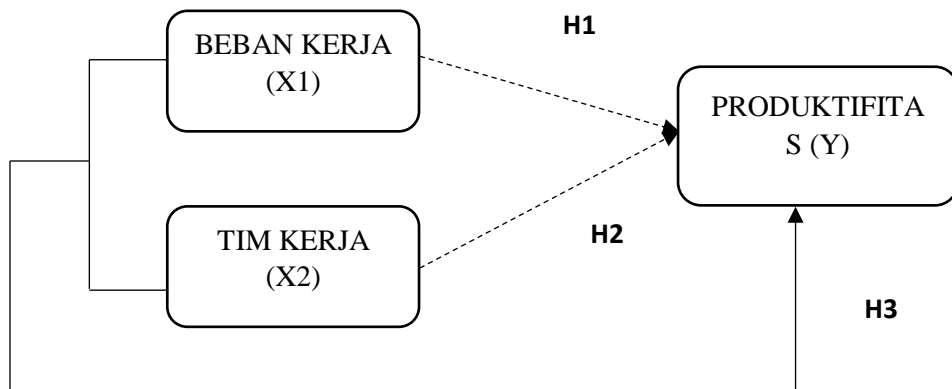 BEBAN KERJA
(X1)
H1
PRODUKTIFITA
S (Y)
TIM KERJA
(X2)
H2
H3